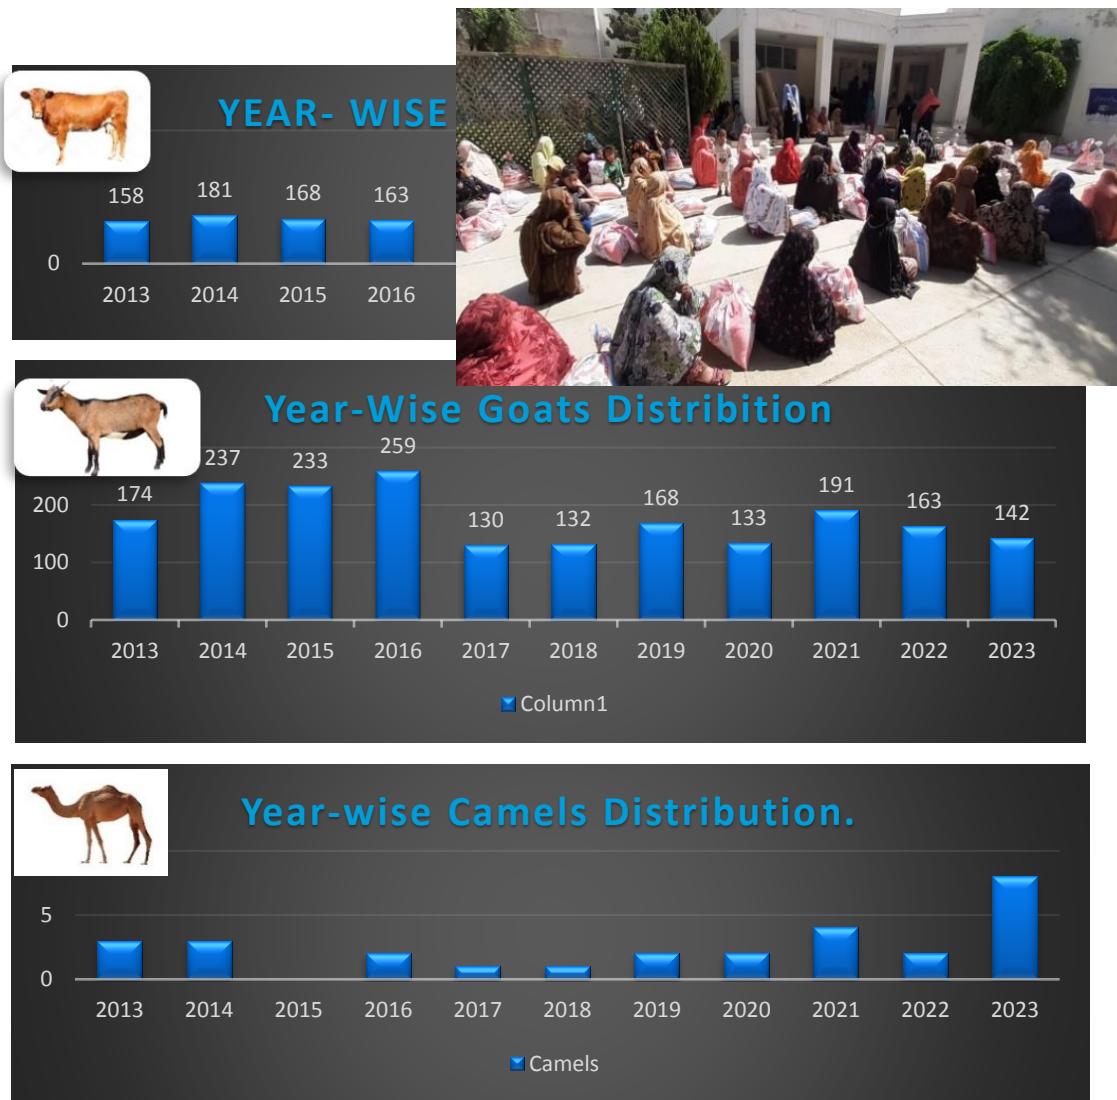 YEAR- WISE
158 181 168 163
0
2013 2014 2015 2016
Year-Wise Goats Distribition
174 237 233 259 130 132 168 133 191 163 142
200
100
0
2013 2014 2015 2016 2017 2018 2019 2020 2021 2022 2023
Column1
Year-wise Camels Distribution.
5
0
2013 2014 2015 2016 2017 2018 2019 2020 2021 2022 2023
Camels